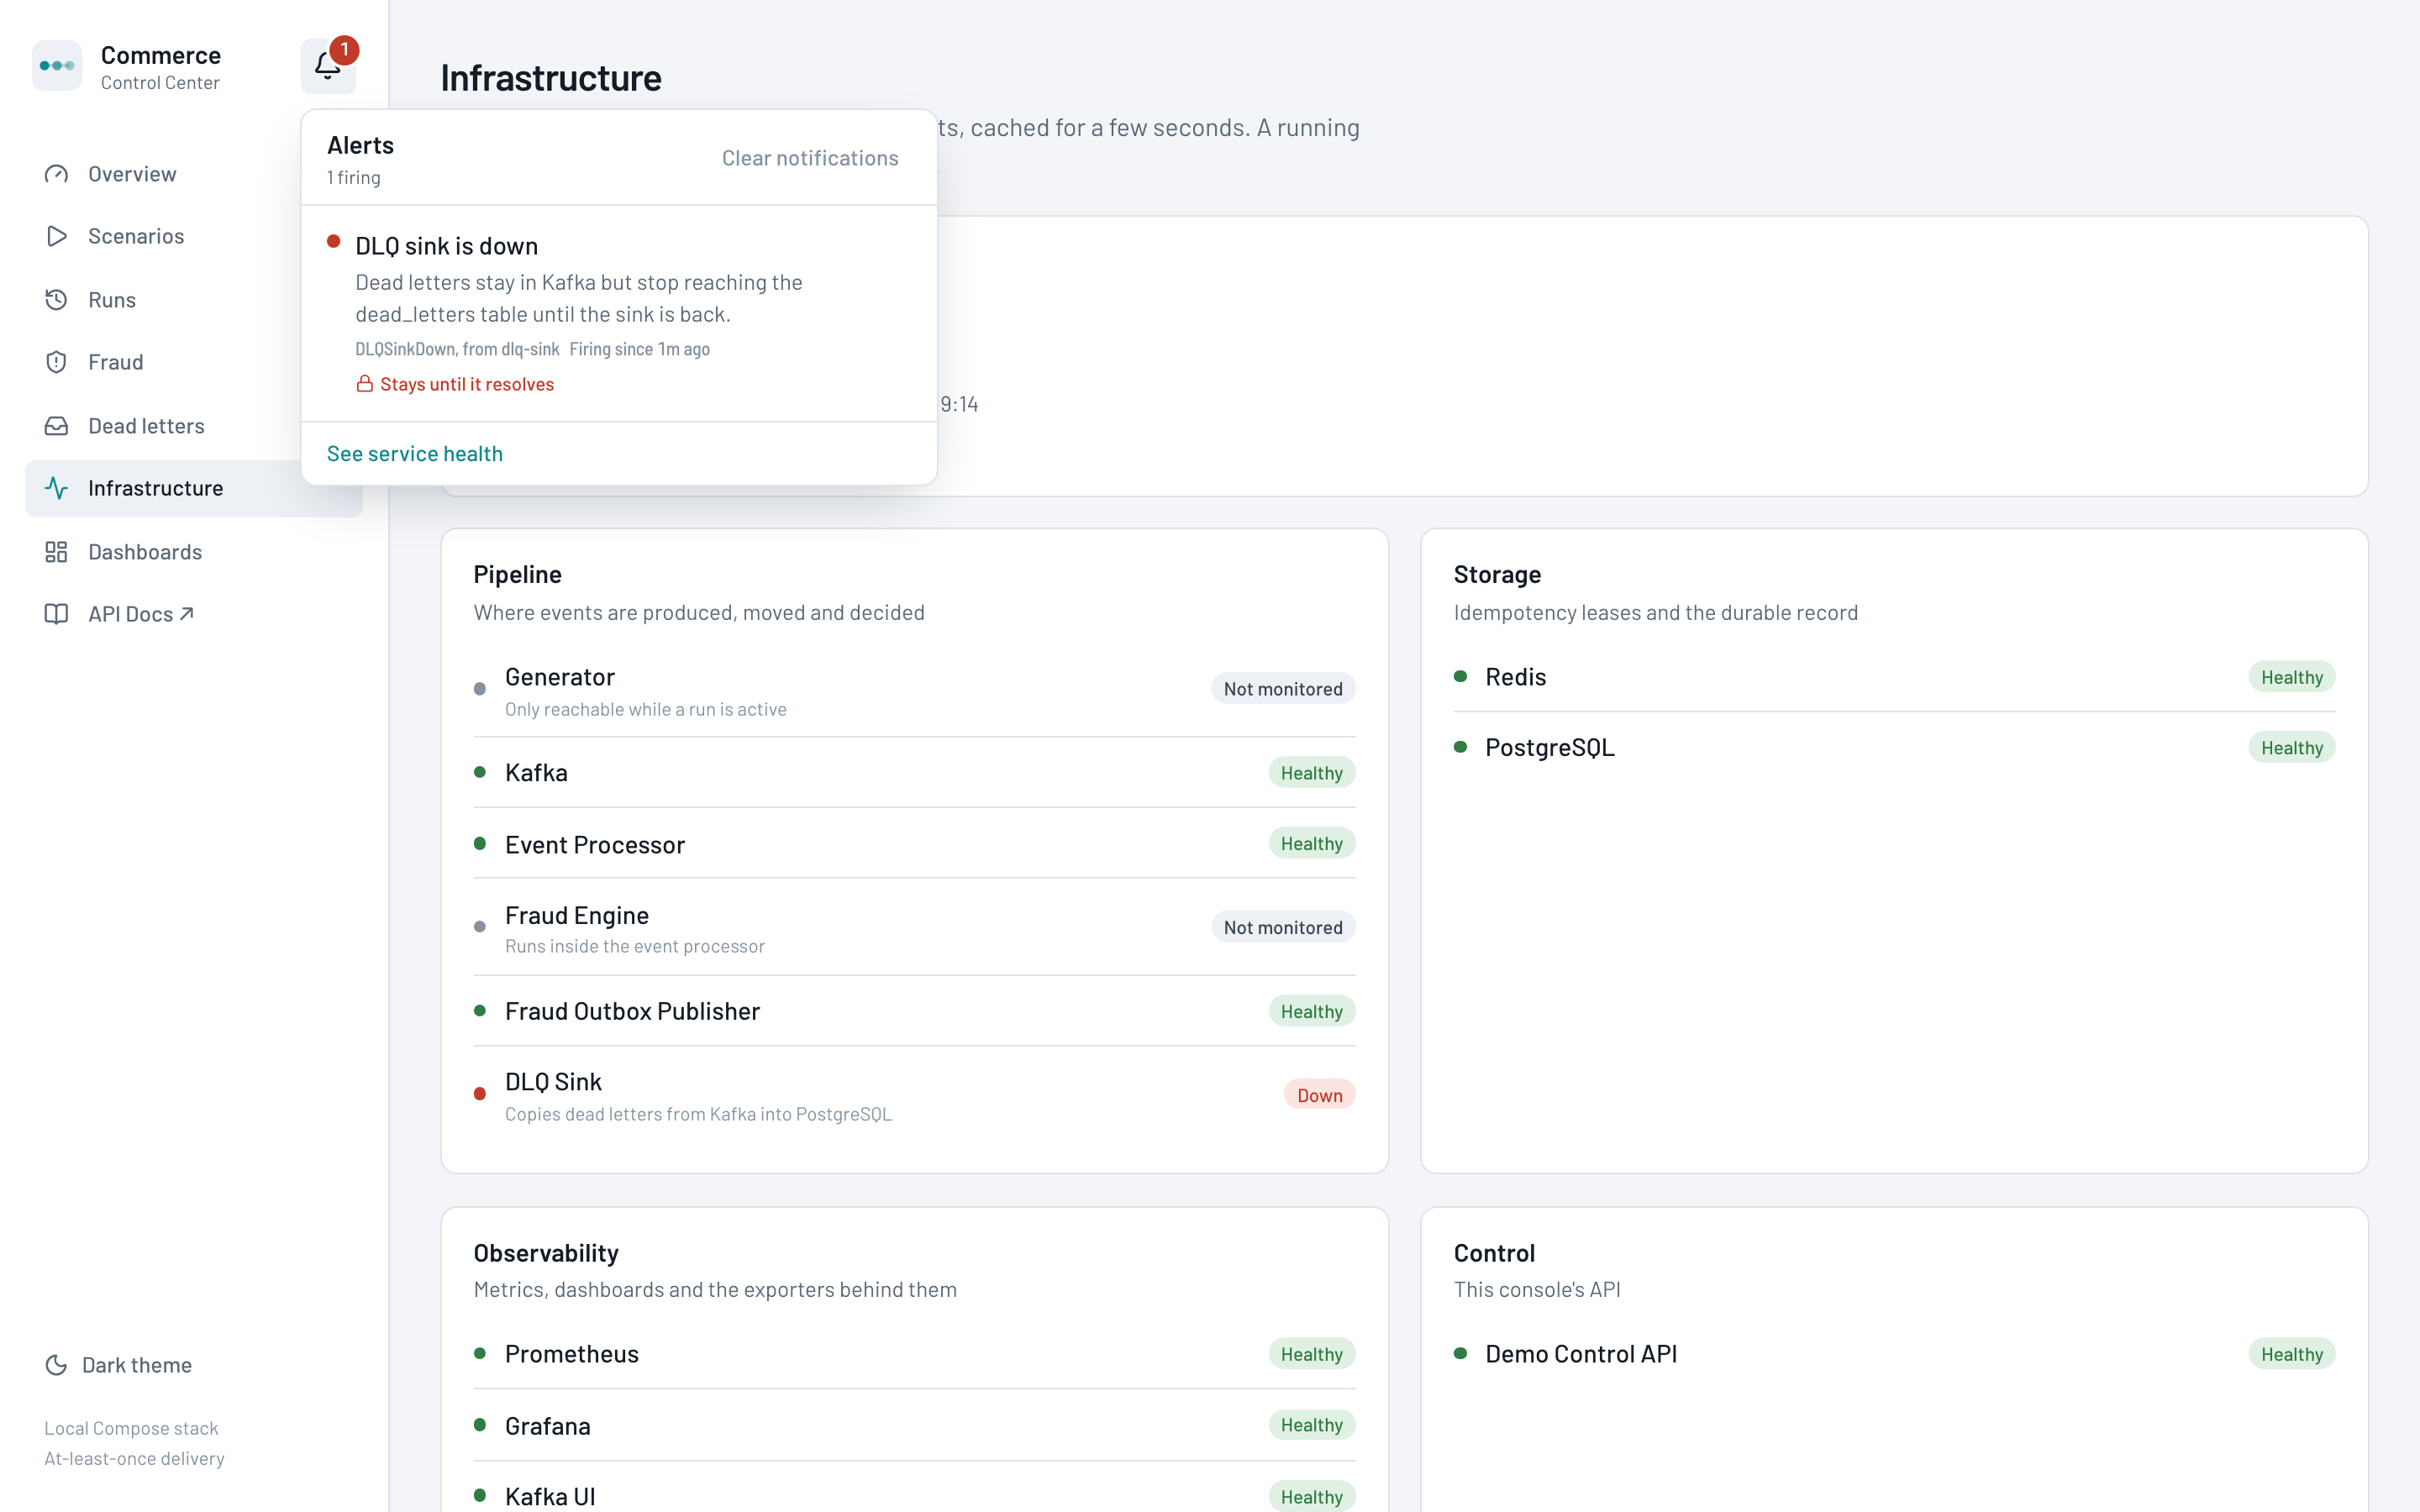 Commerce
Control Center
1
Overview
Scenarios
Runs
Fraud
Dead letters
Infrastructure
Dashboards
API Docs
Dark theme
Local Compose stack
At-least-once delivery
Infrastructure
Alerts
1 firing
Clear notifications
DLQ sink is down
Dead letters stay in Kafka but stop reaching the
dead_letters table until the sink is back.
DLQSinkDown, from dlq-sink Firing since 1m ago
Stays until it resolves
See service health
cached for a few seconds. A running
9:14
Pipeline
Where events are produced, moved and decided
Generator
Only reachable while a run is active
Not monitored
Kafka
Healthy
Event Processor
Healthy
Fraud Engine
Runs inside the event processor
Not monitored
Fraud Outbox Publisher
Healthy
DLQ Sink
Copies dead letters from Kafka into PostgreSQL
Down
Storage
Idempotency leases and the durable record
Redis
Healthy
PostgreSQL
Healthy
Observability
Metrics, dashboards and the exporters behind them
Prometheus
Healthy
Grafana
Healthy
Kafka UI
Healthy
Control
This console's API
Demo Control API
Healthy